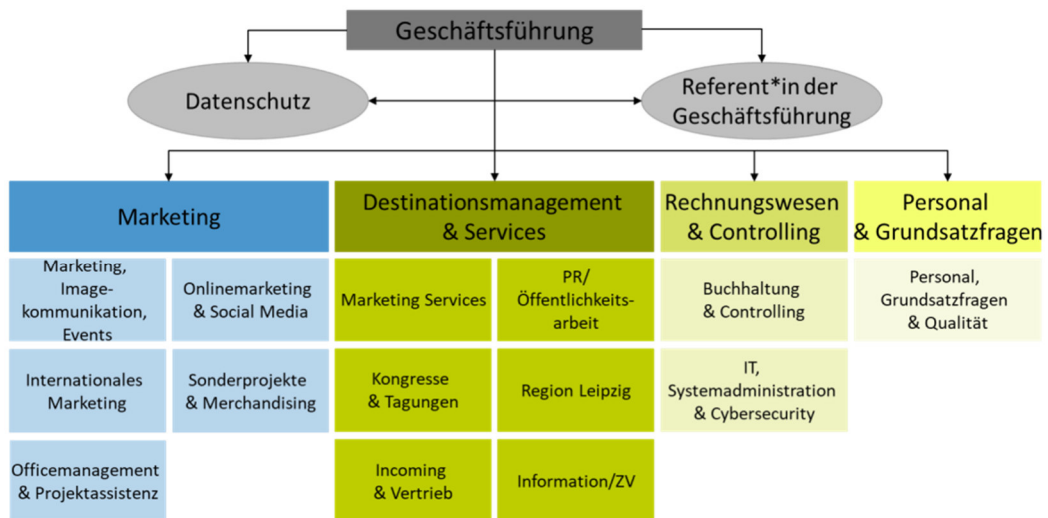 Geschäftsführung
Datenschutz
Referent*in der
Geschäftsführung
Marketing
Destinationsmanagement
& Services
Rechnungswesen
& Controlling
Personal
& Grundsatzfragen
Marketing,
Image-
kommunikation,
Events
Onlinemarketing
& Social Media
Marketing Services
PR/
Öffentlichkeits-
arbeit
Buchhaltung
& Controlling
Personal,
Grundsatzfragen
& Qualität
Internationales
Marketing
Sonderprojekte
& Merchandising
Kongresse
& Tagungen
Region Leipzig
IT,
Systemadministration
& Cybersecurity
Officemanagement
& Projektassistenz
Incoming
& Vertrieb
Information/ZV